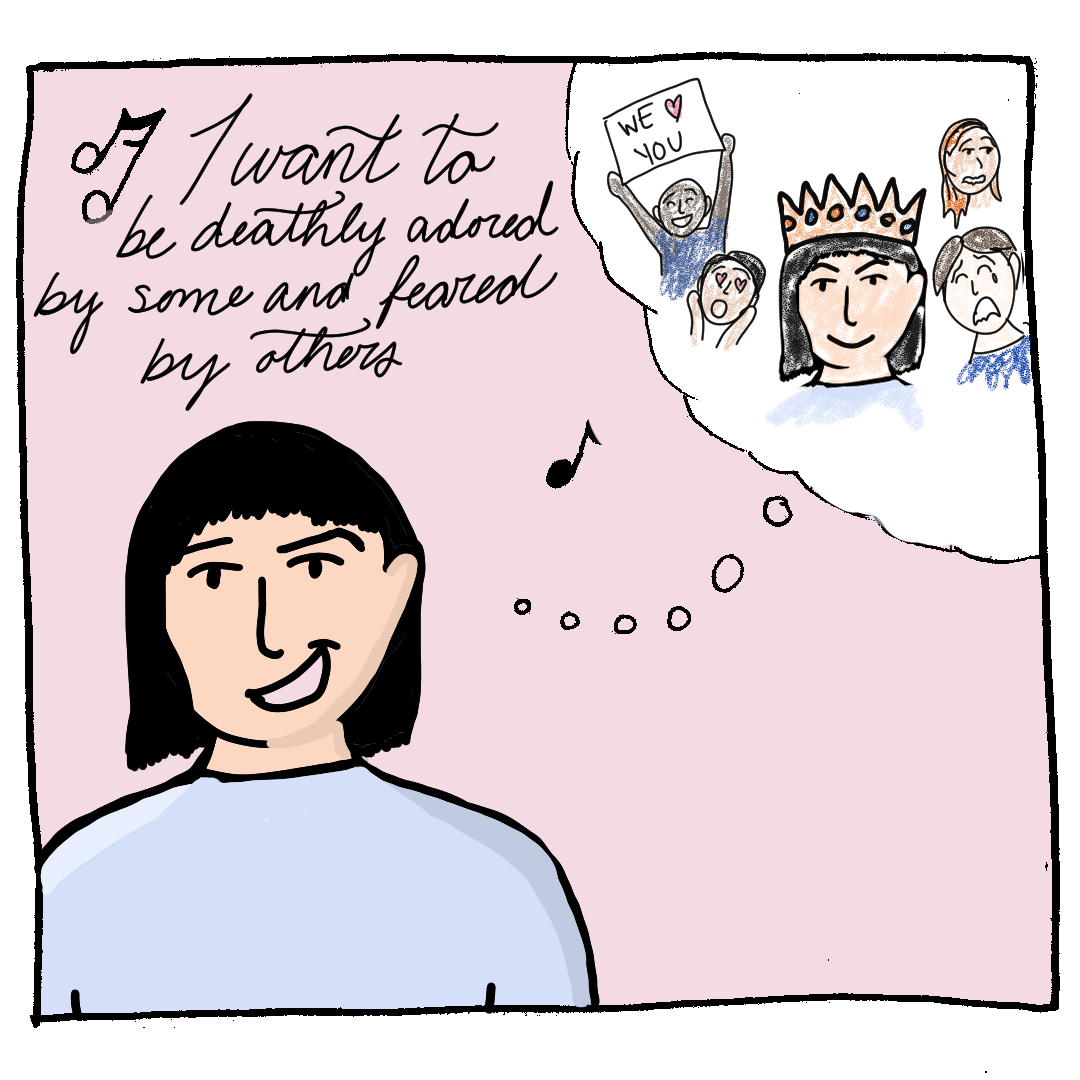 I want to
be deathly adored
by some and feared
by others
WE ♥
YOU